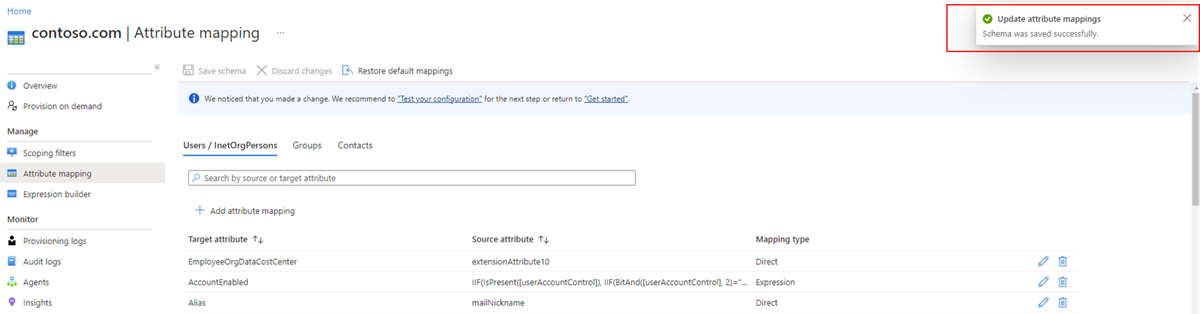 Home
contoso.com | Attribute mapping ...
Update attribute mappings
Schema was saved successfully.
«
Save schema Discard changes Restore default mappings
Overview
Provision on demand
Manage
Scoping filters
Attribute mapping
Expression builder
Monitor
Provisioning logs
Audit logs
Agents
Insights
We noticed that you made a change. We recommend to "Test your configuration" for the next step or return to "Get started".
Users / InetOrgPersons Groups Contacts
Search by source or target attribute
Add attribute mapping
Target attribute ↑↓ Source attribute ↑↓ Mapping type
EmployeeOrgDataCostCenter extensionAttribute10 Direct
AccountEnabled IIF(IsPresent([userAccountControl]), IIF(BitAnd([userAccountControl], 2)="... Expression
Alias mailNickname Direct